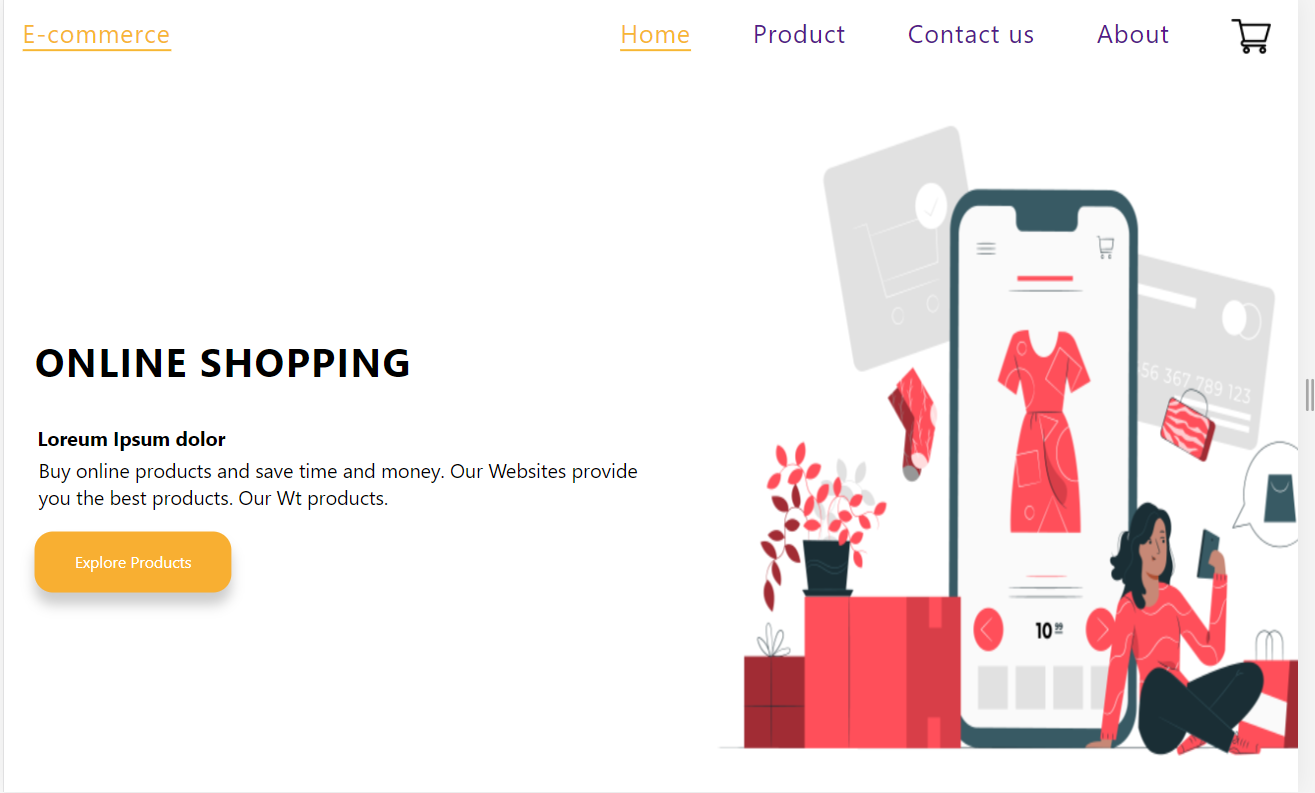 E-commerce
Home
Product
Contact us
About
ONLINE SHOPPING
Loreum Ipsum dolor
Buy online products and save time and money. Our Websites provide
you the best products. Our Wt products.
Explore Products
56 367 789 123
10 99